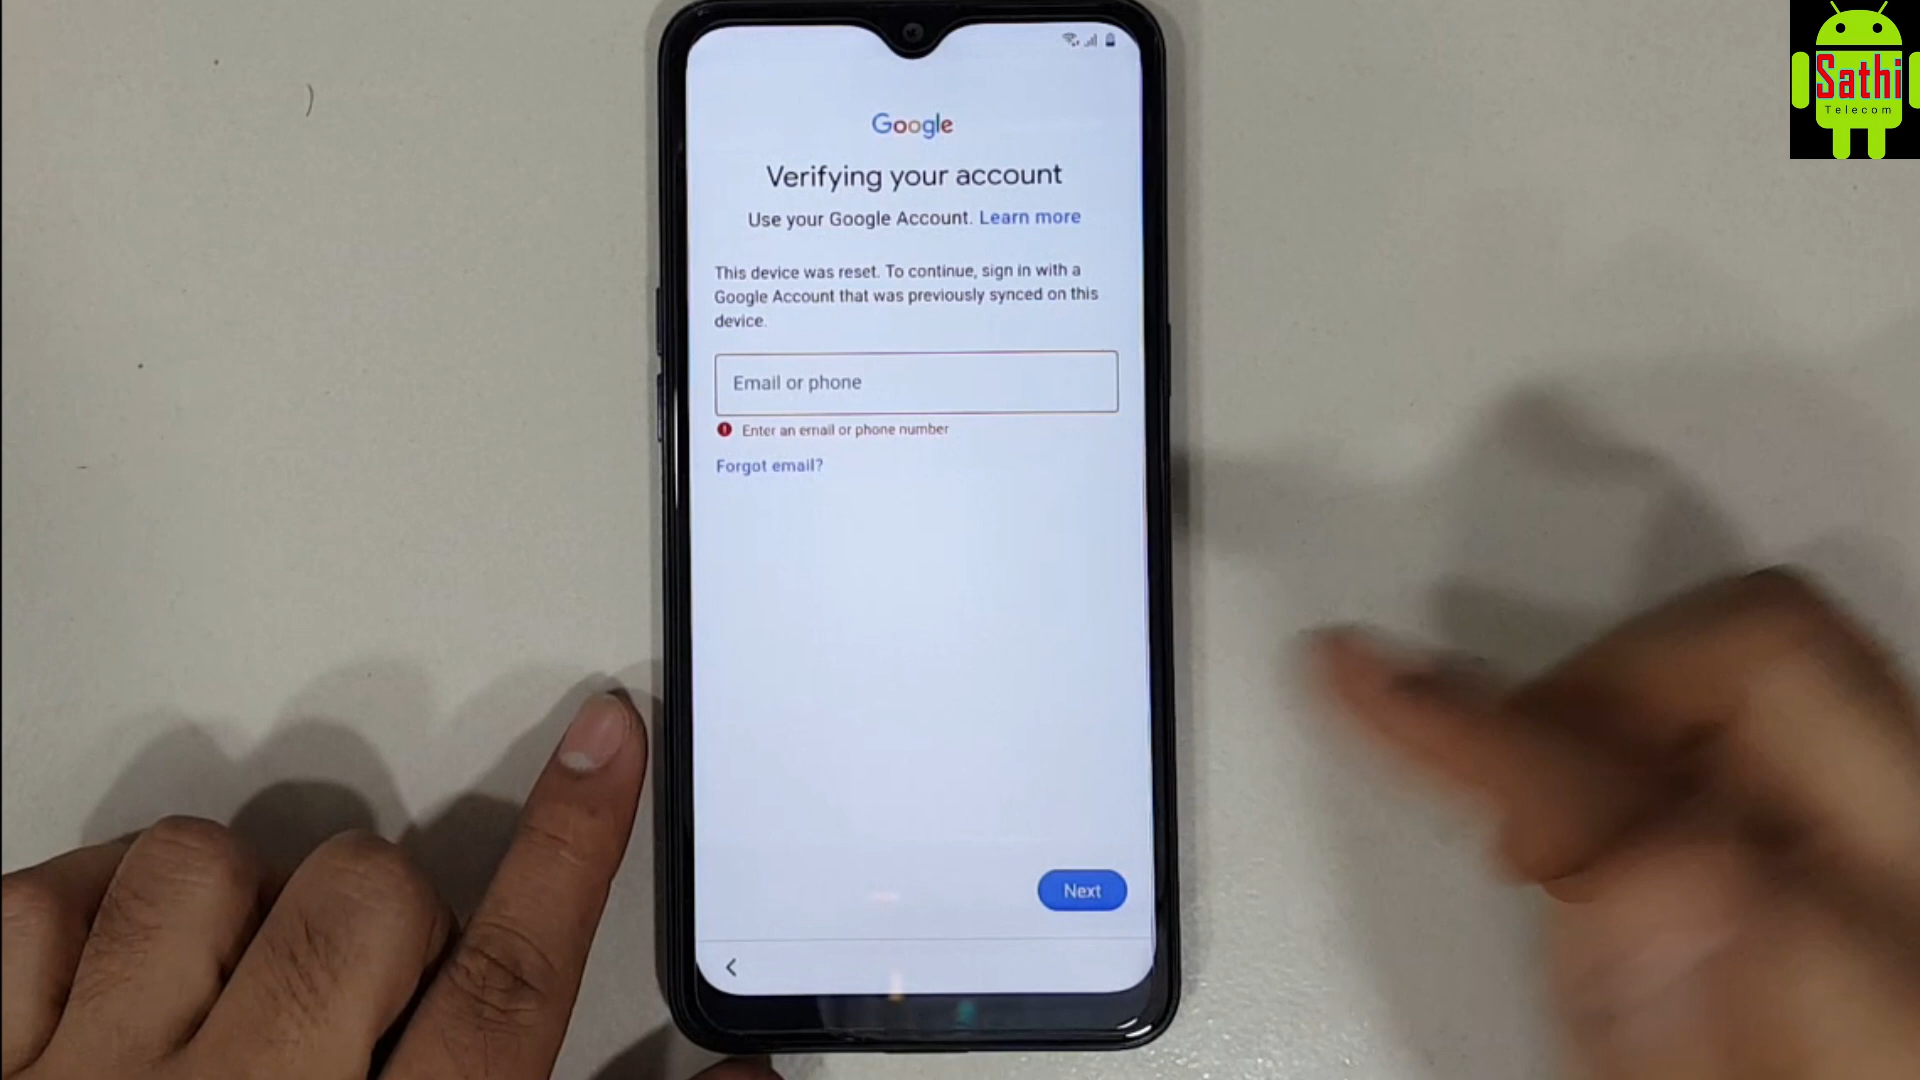 Sathi
Telecom
Google
Verifying your account
Use your Google Account. Learn more
This device was reset. To continue, sign in with a
Google Account that was previously synced on this
device.
Email or phone
Enter an email or phone number
Forgot email?
Next